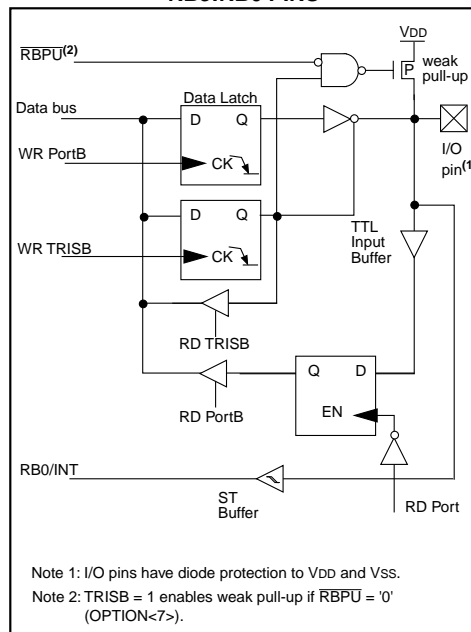 PINS
VDD
RBPU(2)
P
weak
pull-up
Data Latch
Data bus
D Q
I/O
pin(1
WR PortB
CK
D Q
TTL
Input
Buffer
WR TRISB
CK
RD TRISB
Q D
RD PortB
EN
RB0/INT
ST
Buffer
RD Port
Note 1: I/O pins have diode protection to VDD and VSS.
Note 2: TRISB = 1 enables weak pull-up if RBPU = '0'
(OPTION<7>).